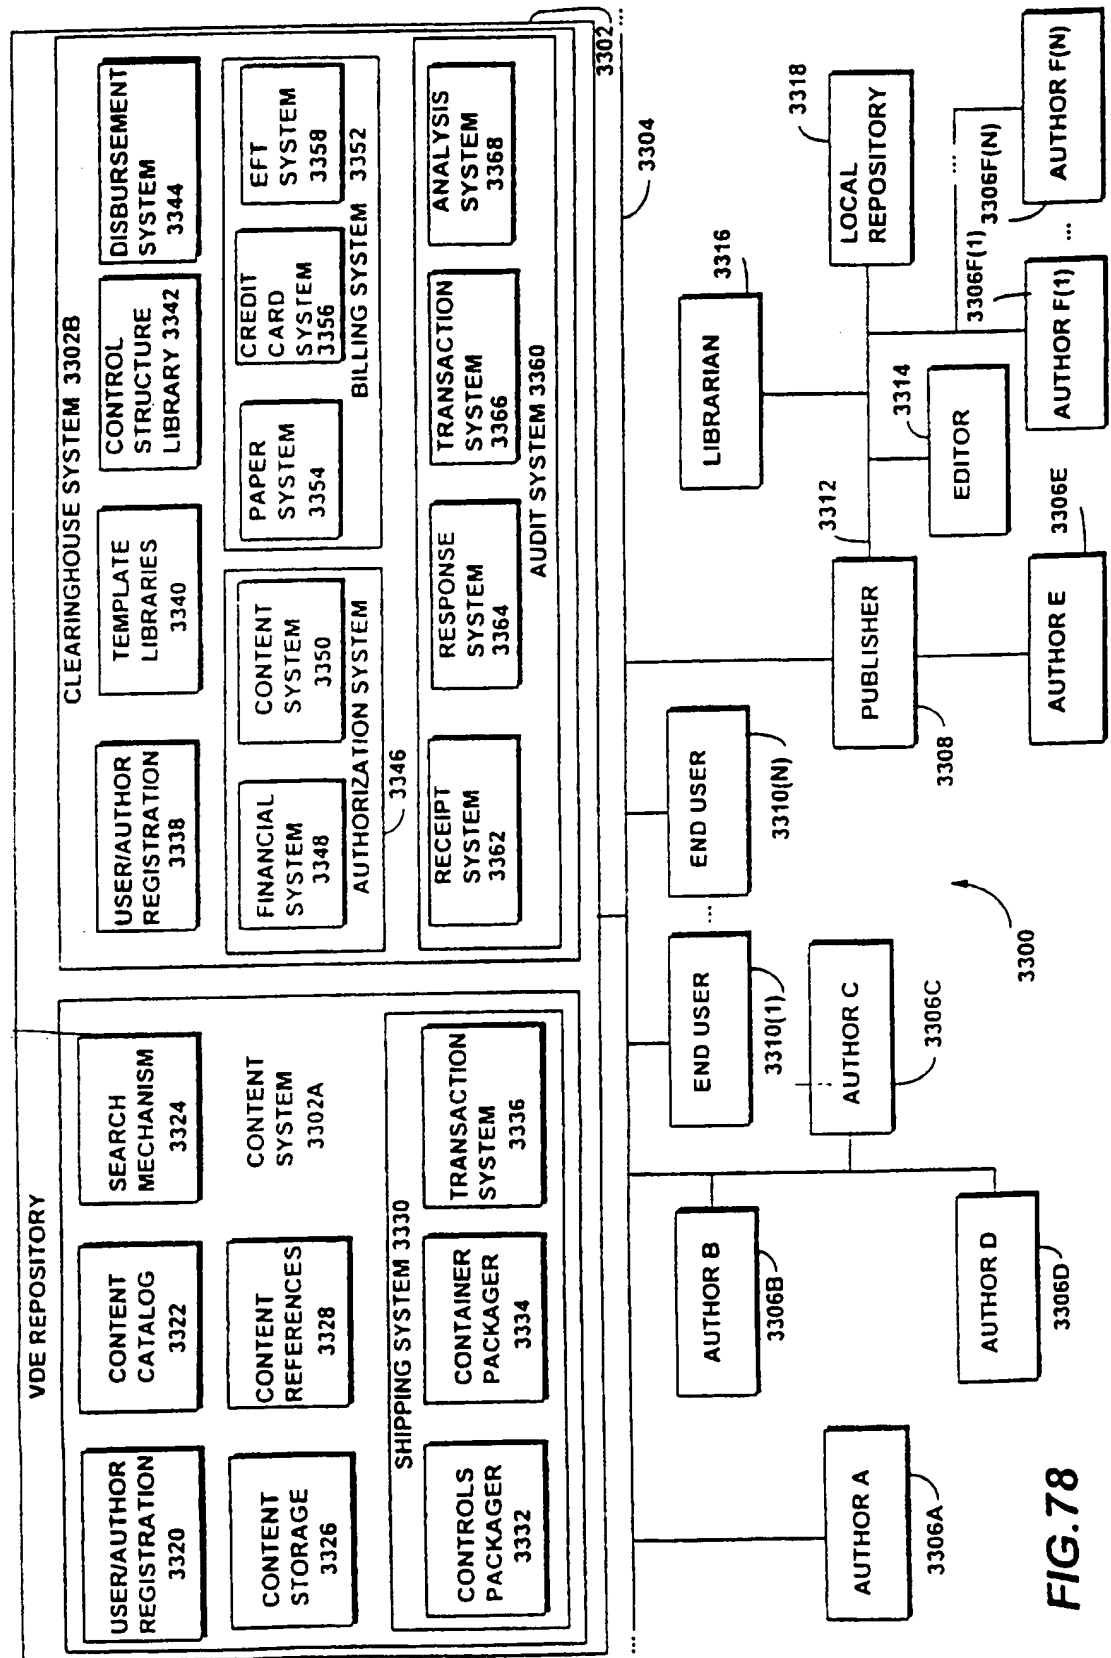 VDE REPOSITORY
USER/AUTHOR
REGISTRATION
3320
CONTENT
CATALOG
3322
SEARCH
MECHANISM
3324
CONTENT
STORAGE
3326
CONTENT
REFERENCES
3328
CONTENT
SYSTEM
3302A
SHIPPING SYSTEM 3330
CONTROLS
PACKAGER
3332
CONTAINER
PACKAGER
3334
TRANSACTION
SYSTEM
3336
CLEARINGHOUSE SYSTEM 3302B
USER/AUTHOR
REGISTRATION
3338
TEMPLATE
LIBRARIES
3340
CONTROL
STRUCTURE
LIBRARY 3342
DISBURSEMENT
SYSTEM
3344
FINANCIAL
SYSTEM
3348
CONTENT
SYSTEM
3350
AUTHORIZATION SYSTEM
3346
PAPER
SYSTEM
3354
CREDIT
CARD
SYSTEM
3356
EFT
SYSTEM
3358
BILLING SYSTEM 3352
RECEIPT
SYSTEM
3362
RESPONSE
SYSTEM
3364
TRANSACTION
SYSTEM
3366
ANALYSIS
SYSTEM
3368
AUDIT SYSTEM 3360
3302
...
...
3304
AUTHOR A
3306A
AUTHOR B
3306B
AUTHOR C
3306C
AUTHOR D
3306D
END USER
3310(1)
....
END USER
3310(N)
3300
PUBLISHER
3308
3312
AUTHOR E
3306E
EDITOR
3314
LIBRARIAN
3316
LOCAL
REPOSITORY
3318
AUTHOR F(1)
3306F(1)
...
...
AUTHOR F(N)
3306F(N)
FIG.78